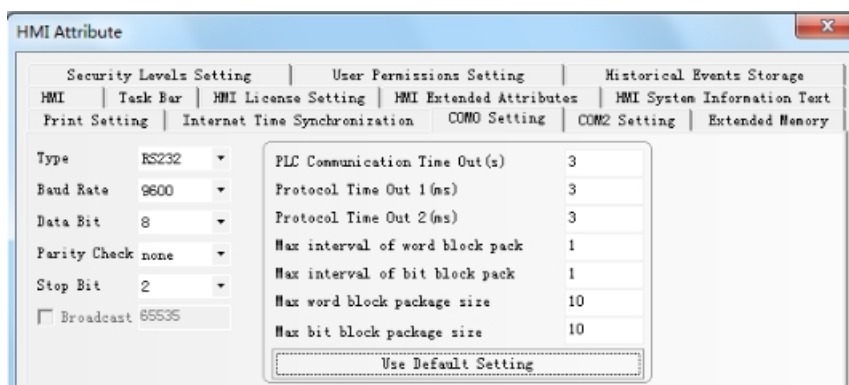 HMI Attribute
Security Levels Setting | User Permissions Setting | Historical Events Storage
HMI | Task Bar | HMI License Setting | HMI Extended Attributes | HMI System Information Text
Print Setting | Internet Time Synchronization | COM0 Setting | COM2 Setting | Extended Memory
Type RS232
Baud Rate 9600
Data Bit 8
Parity Check none
Stop Bit 2
Broadcast 65535
PLC Communication Time Out(s) 3
Protocol Time Out 1(ms) 3
Protocol Time Out 2(ms) 3
Max interval of word block pack 1
Max interval of bit block pack 1
Max word block package size 10
Max bit block package size 10
Use Default Setting